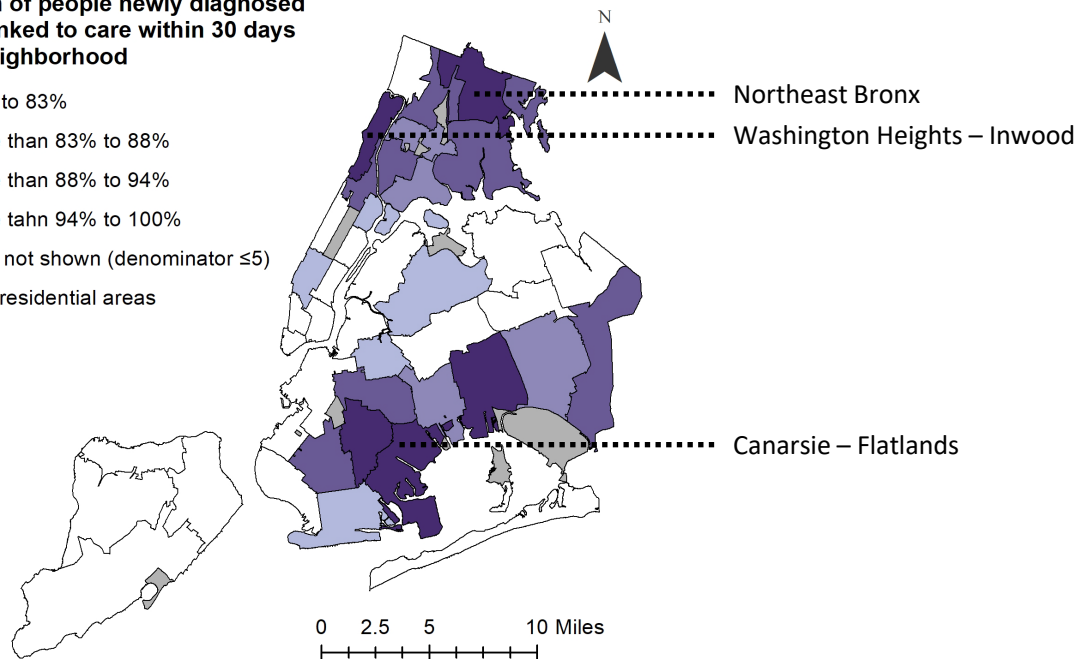 of people newly diagnosed
nked to care within 30 days
ighborhood
to 83%
than 83% to 88%
than 88% to 94%
tahn 94% to 100%
not shown (denominator ≤5)
residential areas
N
Northeast Bronx
Washington Heights – Inwood
Canarsie – Flatlands
0 2.5 5 10 Miles